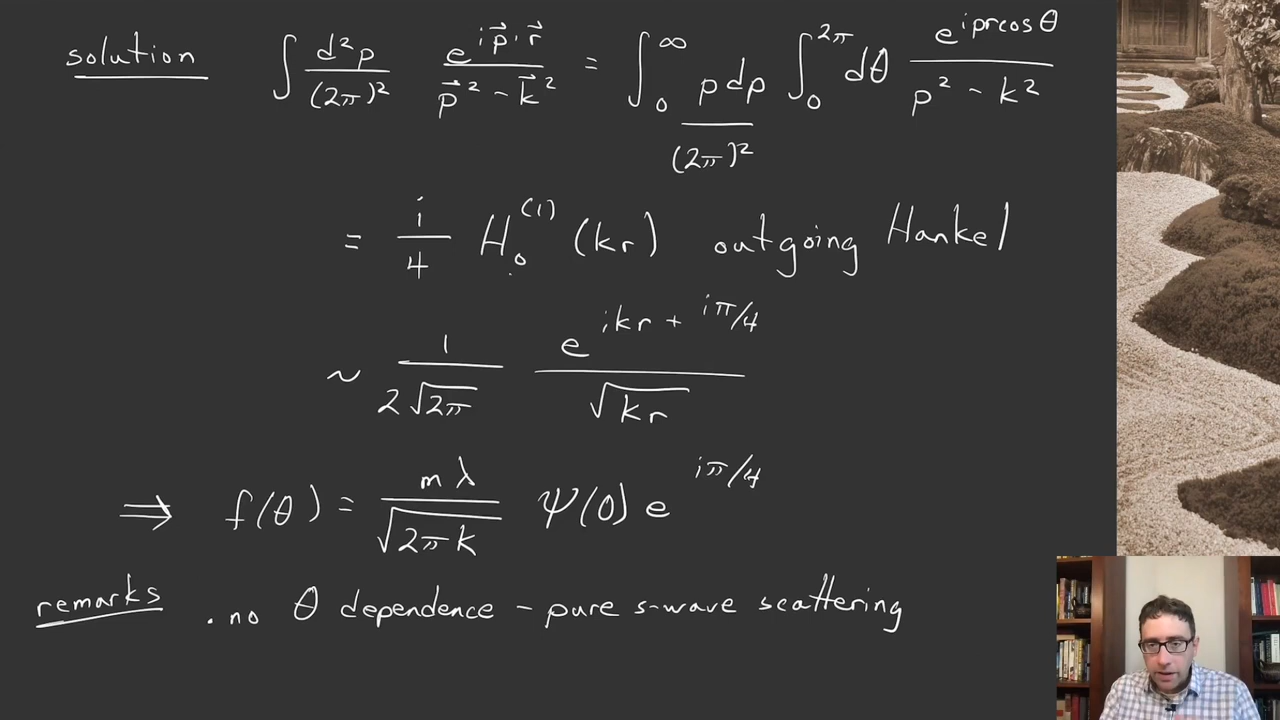 solution ∫ d²p/(2π)² e^{i p⃗·r⃗}/(p⃗² - k⃗²) = ∫₀^∞ p dp/(2π)² ∫₀^{2π} dθ e^{i p r cos θ}/(p² - k²)
= i/4 H₀^{(1)} (kr) outgoing Hankel
~ 1/(2√(2π)) e^{ikr + iπ/4}/√(kr)
⇒ f(θ) = mλ/√(2πk) ψ(0) e^{iπ/4}
remarks . no θ dependence - pure s-wave scattering